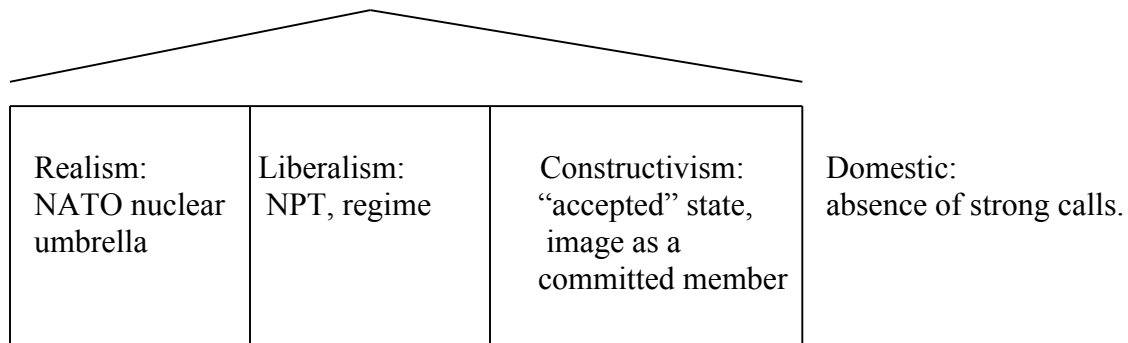 Realism:
NATO nuclear
umbrella
Liberalism:
NPT, regime
Constructivism:
“accepted” state,
image as a
committed member
Domestic:
absence of strong calls.